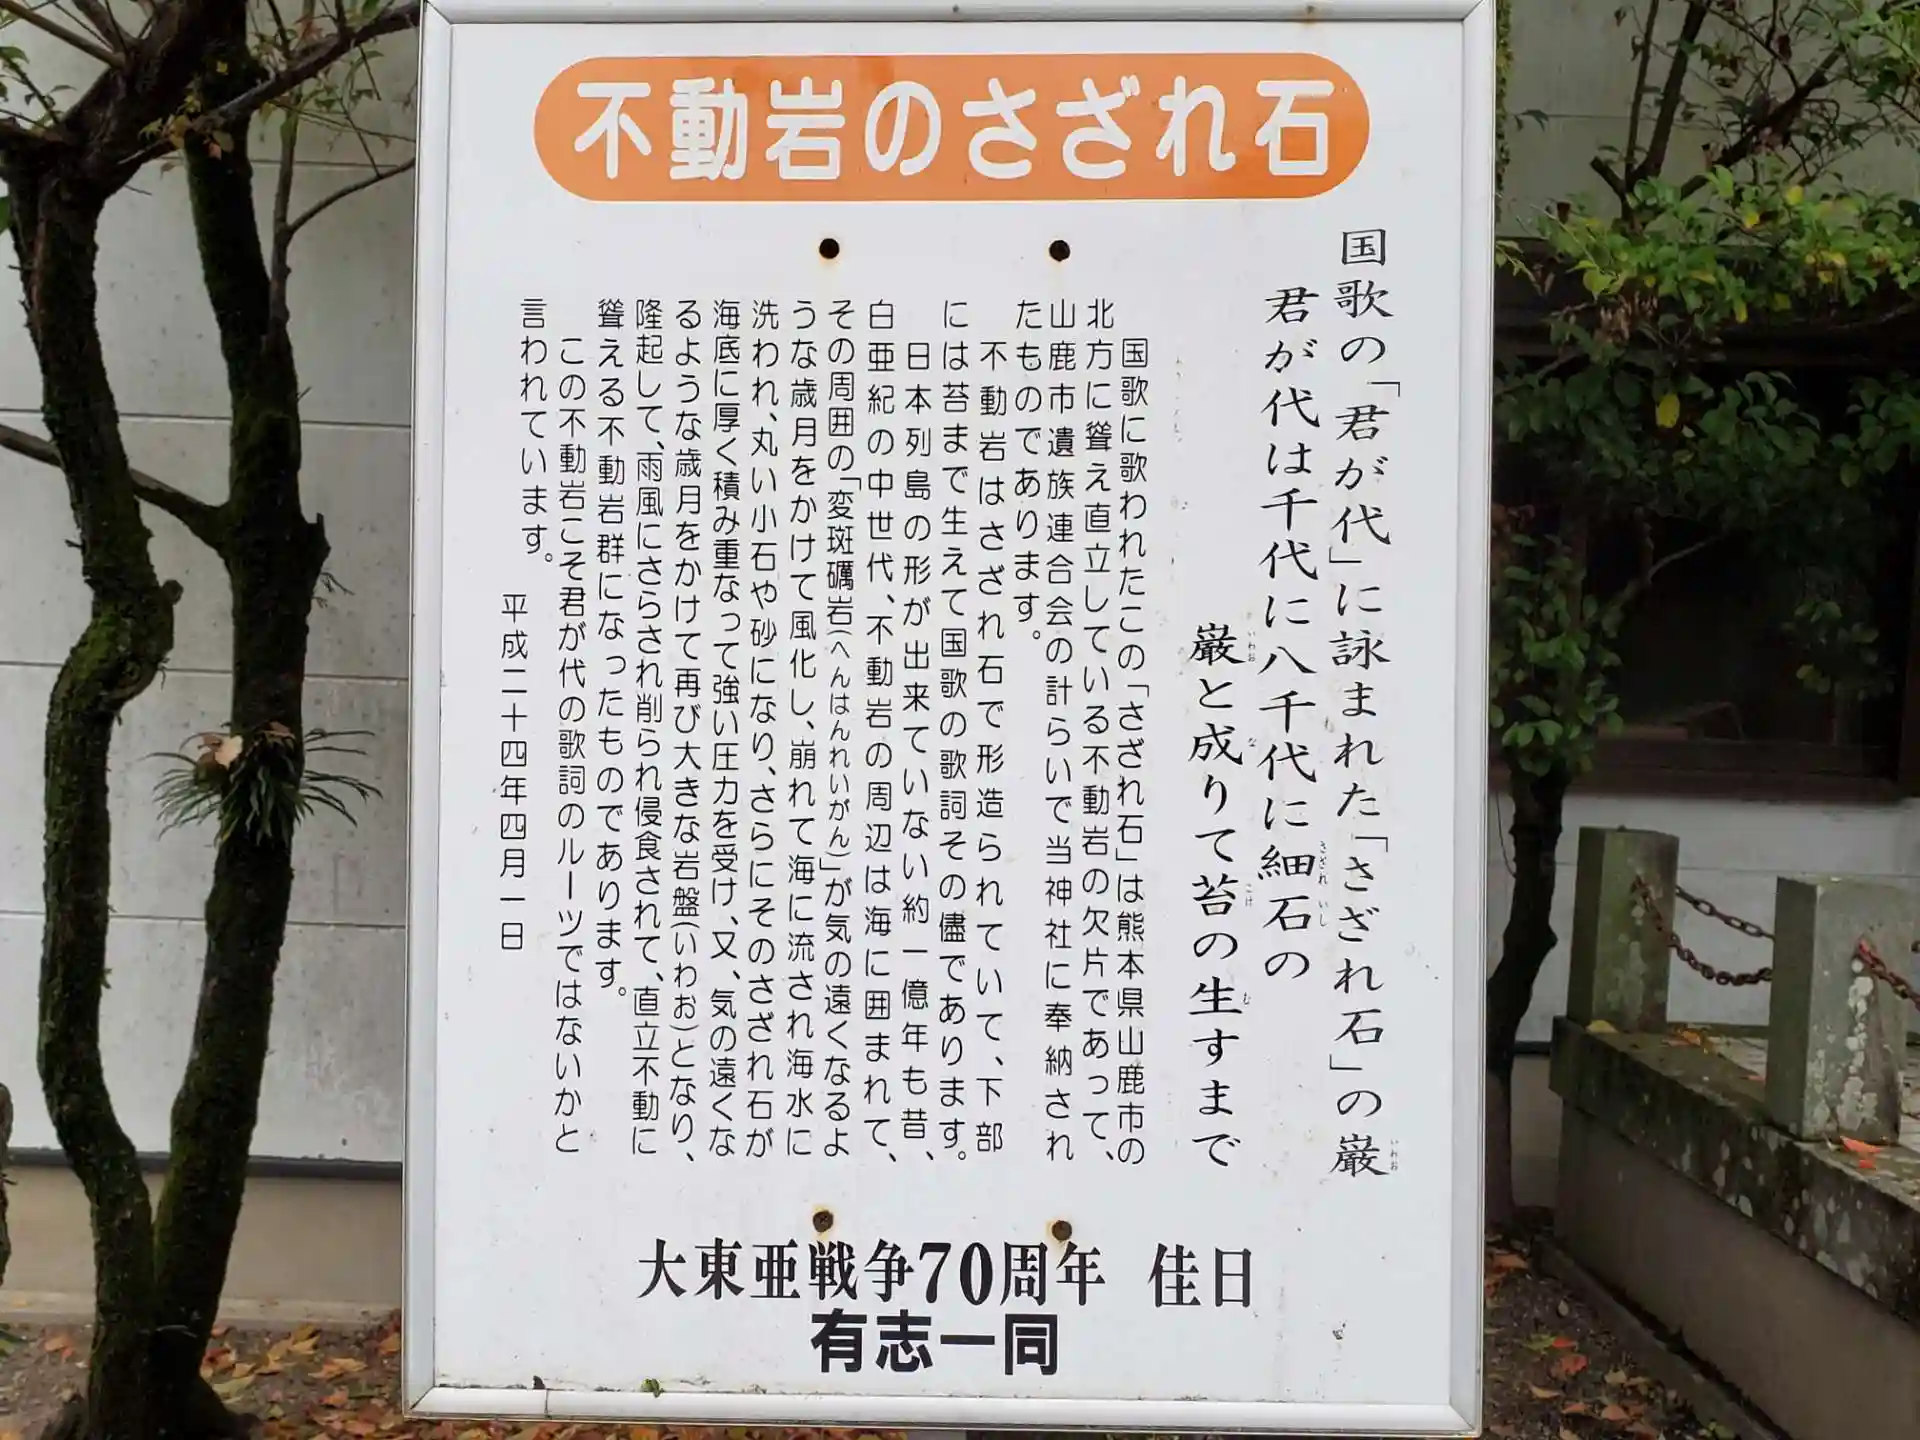 不動岩のさざれ石
国歌の「君が代」に詠まれた「さざれ石」の巌
いわお
君が代は千代に八千代に細石の
さざれ いし
巌と成りて苔の生すまで
いわお な こけ む
国歌に歌われたこの「さざれ石」は熊本県山鹿市の
北方に聳え直立している不動岩の欠片であって、
山鹿市遺族連合会の計らいで当神社に奉納され
たものであります。
不動岩はさざれ石で形造られていて、下部
には苔まで生えて国歌の歌詞その儘であります。
日本列島の形が出来ていない約一億年も昔、
白亜紀の中世代、不動岩の周辺は海に囲まれて、
その周囲の「変斑礪岩(へんはんれいがん)」が気の遠くなるよ
うな歳月をかけて風化し、崩れて海に流され海水に
洗われ、丸い小石や砂になり、さらにそのさざれ石が
海底に厚く積み重なって強い圧力を受け、又、気の遠くな
るような歳月をかけて再び大きな岩盤(いわお)となり、
隆起して、雨風にさらされ削られ侵食されて、直立不動に
聳える不動岩群になったものであります。
この不動岩こそ君が代の歌詞のルーツではないかと
言われています。
平成二十四年四月一日
大東亜戦争70周年 佳日
有志一同